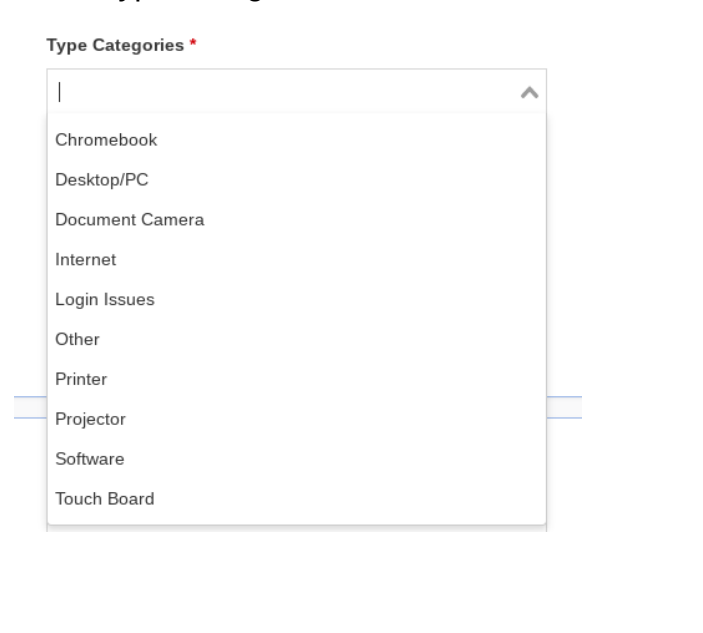 Type Categories *
Chromebook
Desktop/PC
Document Camera
Internet
Login Issues
Other
Printer
Projector
Software
Touch Board